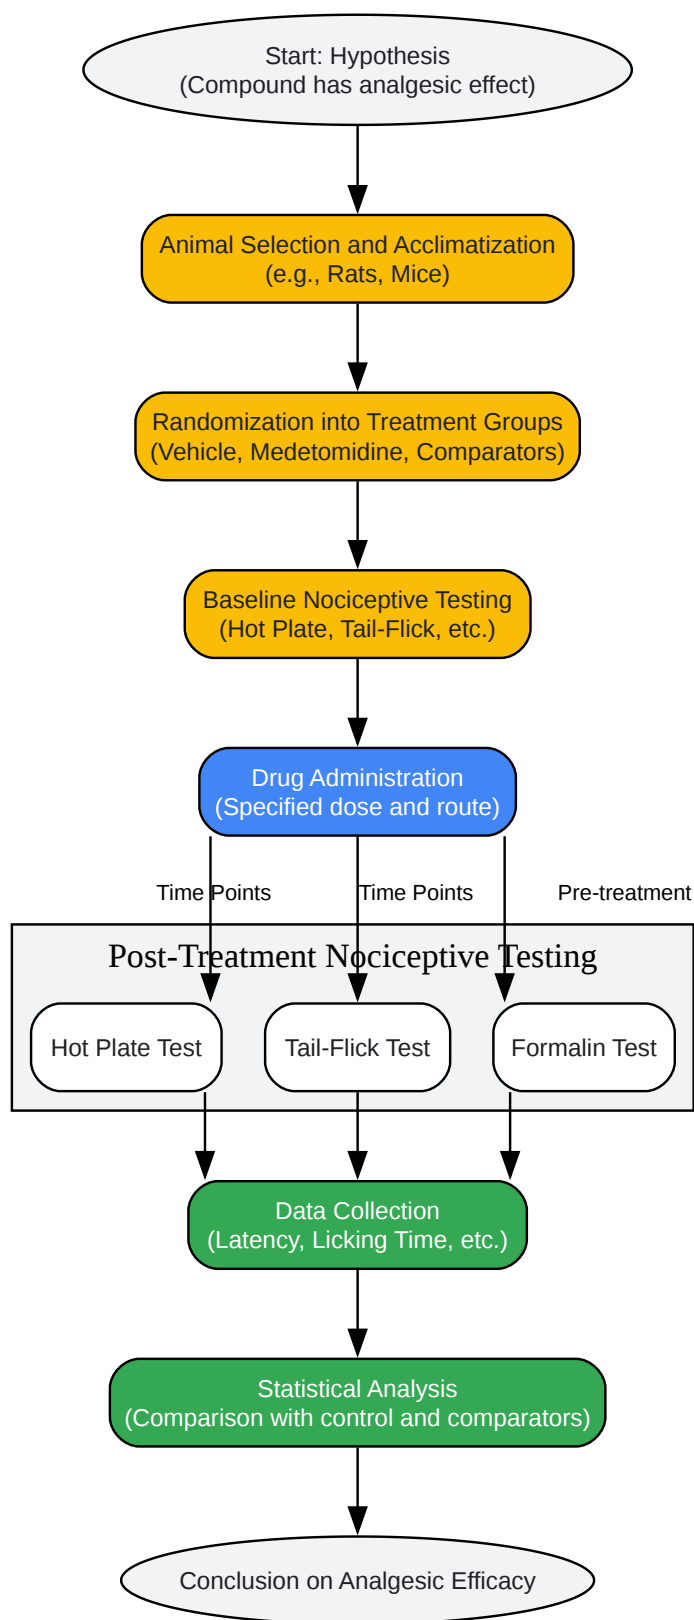 Start: Hypothesis
(Compound has analgesic effect)
Animal Selection and Acclimatization
(e.g., Rats, Mice)
Randomization into Treatment Groups
(Vehicle, Medetomidine, Comparators)
Baseline Nociceptive Testing
(Hot Plate, Tail-Flick, etc.)
Drug Administration
(Specified dose and route)
Time Points
Time Points
Pre-treatment
Post-Treatment Nociceptive Testing
Hot Plate Test
Tail-Flick Test
Formalin Test
Data Collection
(Latency, Licking Time, etc.)
Statistical Analysis
(Comparison with control and comparators)
Conclusion on Analgesic Efficacy